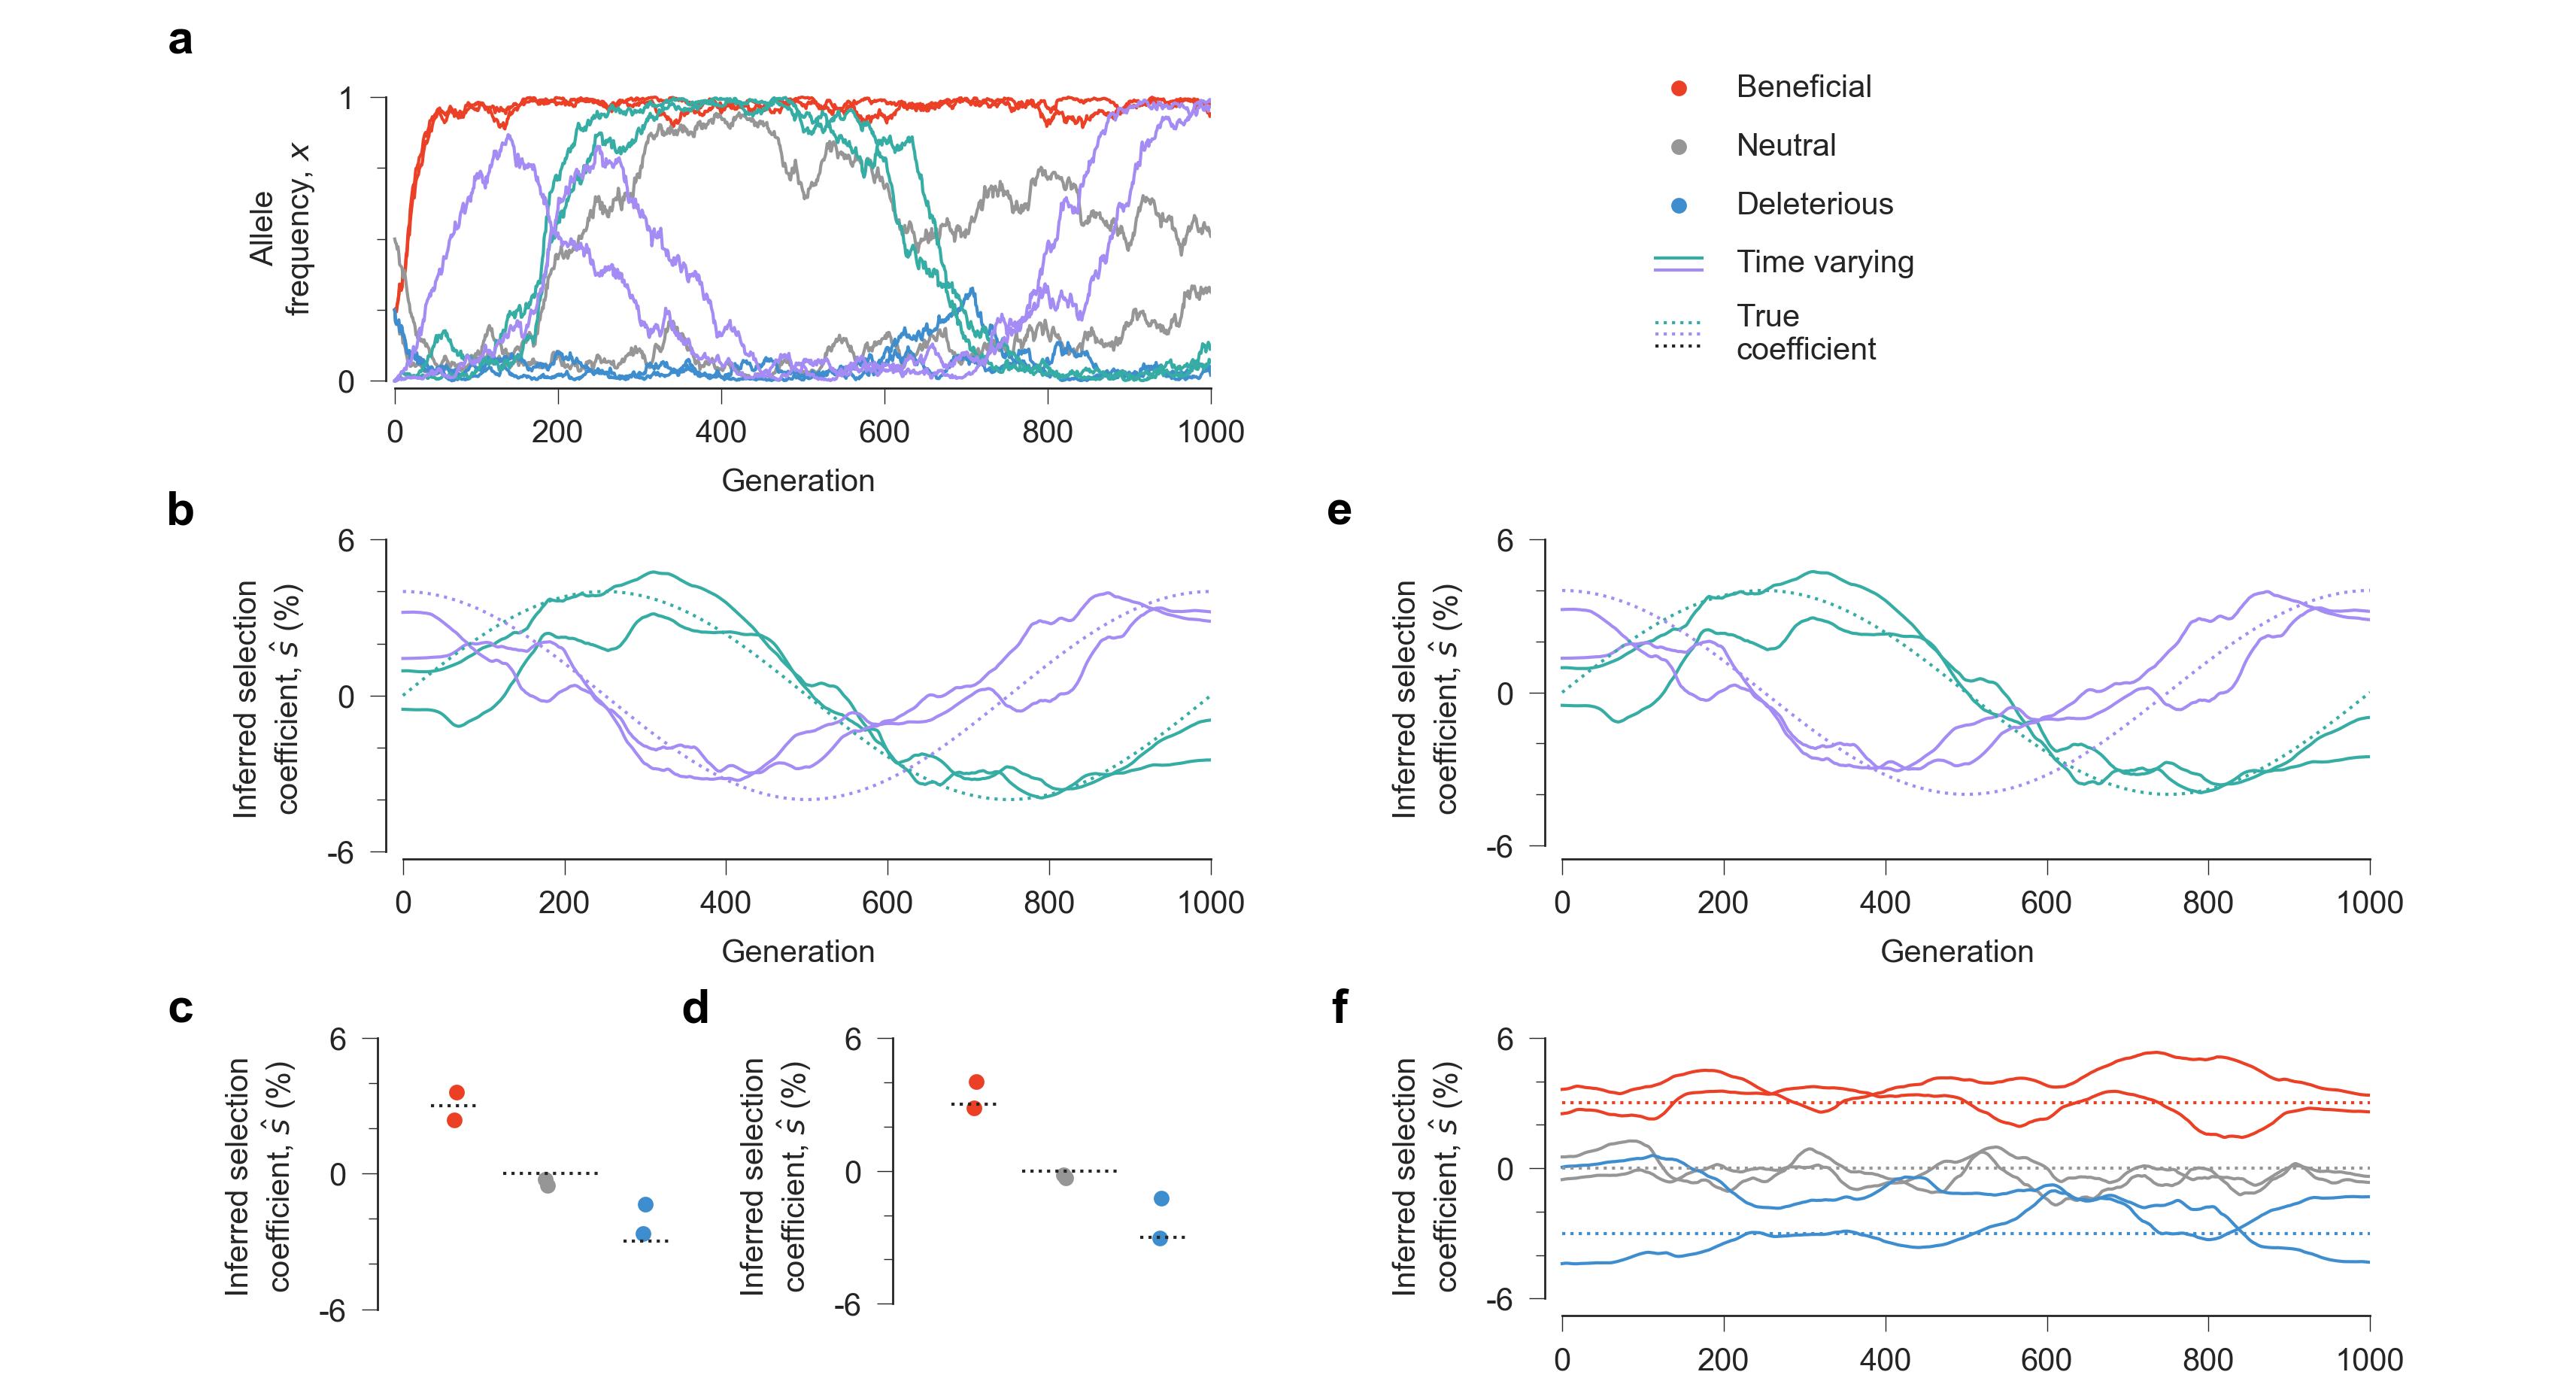 a
1
0
Allele
frequency, x
0 200 400 600 800 1000
Generation
Beneficial
Neutral
Deleterious
Time varying
True
coefficient
b
6
0
-6
Inferred selection
coefficient, ŝ (%)
0 200 400 600 800 1000
Generation
e
6
0
-6
Inferred selection
coefficient, ŝ (%)
0 200 400 600 800 1000
Generation
c
6
0
-6
Inferred selection
coefficient, ŝ (%)
d
6
0
-6
Inferred selection
coefficient, ŝ (%)
f
6
0
-6
Inferred selection
coefficient, ŝ (%)
0 200 400 600 800 1000